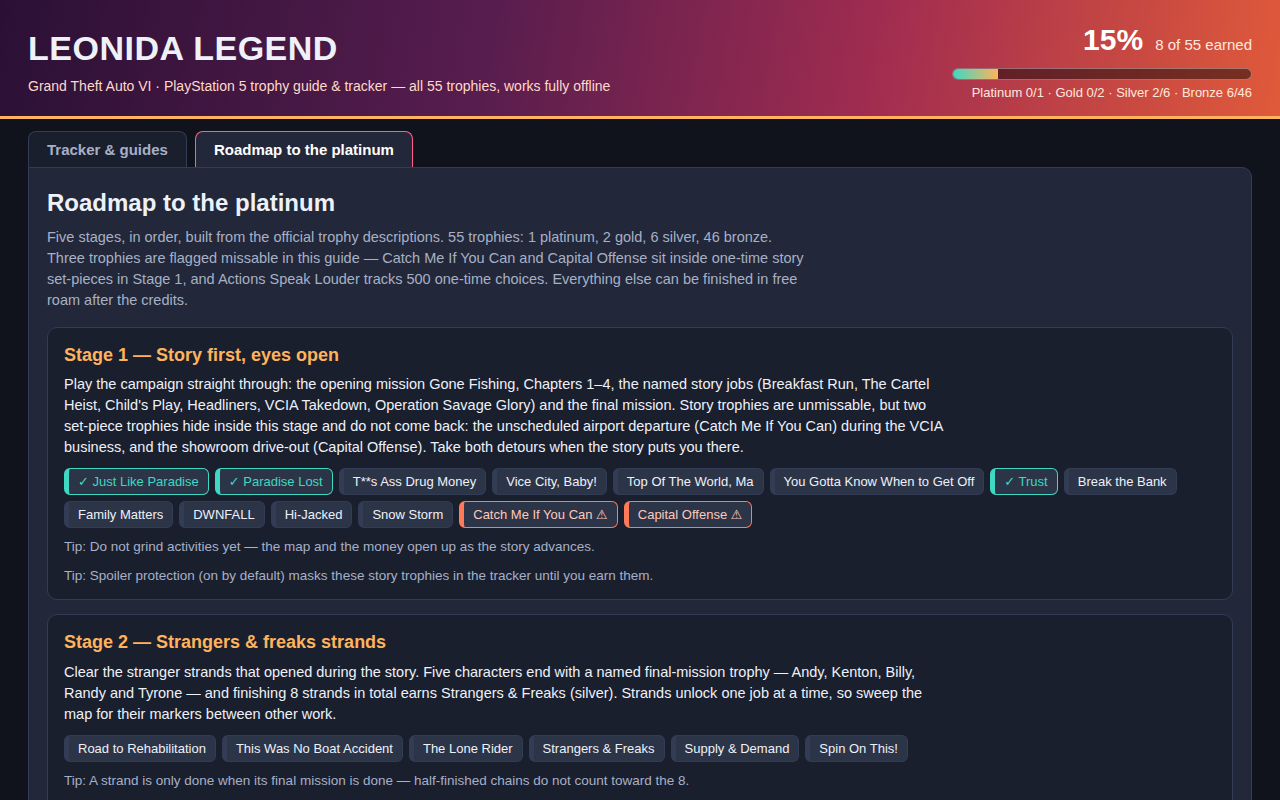 LEONIDA LEGEND
Grand Theft Auto VI · PlayStation 5 trophy guide & tracker — all 55 trophies, works fully offline
15% 8 of 55 earned
Platinum 0/1 · Gold 0/2 · Silver 2/6 · Bronze 6/46
Tracker & guides
Roadmap to the platinum
Roadmap to the platinum
Five stages, in order, built from the official trophy descriptions. 55 trophies: 1 platinum, 2 gold, 6 silver, 46 bronze.
Three trophies are flagged missable in this guide — Catch Me If You Can and Capital Offense sit inside one-time story
set-pieces in Stage 1, and Actions Speak Louder tracks 500 one-time choices. Everything else can be finished in free
roam after the credits.
Stage 1 — Story first, eyes open
Play the campaign straight through: the opening mission Gone Fishing, Chapters 1–4, the named story jobs (Breakfast Run, The Cartel
Heist, Child's Play, Headliners, VCIA Takedown, Operation Savage Glory) and the final mission. Story trophies are unmissable, but two
set-piece trophies hide inside this stage and do not come back: the unscheduled airport departure (Catch Me If You Can) during the VCIA
business, and the showroom drive-out (Capital Offense). Take both detours when the story puts you there.
✓ Just Like Paradise ✓ Paradise Lost T**s Ass Drug Money Vice City, Baby! Top Of The World, Ma You Gotta Know When to Get Off ✓ Trust Break the Bank
Family Matters DWNFALL Hi-Jacked Snow Storm Catch Me If You Can ⚠ Capital Offense ⚠
Tip: Do not grind activities yet — the map and the money open up as the story advances.
Tip: Spoiler protection (on by default) masks these story trophies in the tracker until you earn them.
Stage 2 — Strangers & freaks strands
Clear the stranger strands that opened during the story. Five characters end with a named final-mission trophy — Andy, Kenton, Billy,
Randy and Tyrone — and finishing 8 strands in total earns Strangers & Freaks (silver). Strands unlock one job at a time, so sweep the
map for their markers between other work.
Road to Rehabilitation This Was No Boat Accident The Lone Rider Strangers & Freaks Supply & Demand Spin On This!
Tip: A strand is only done when its final mission is done — half-finished chains do not count toward the 8.